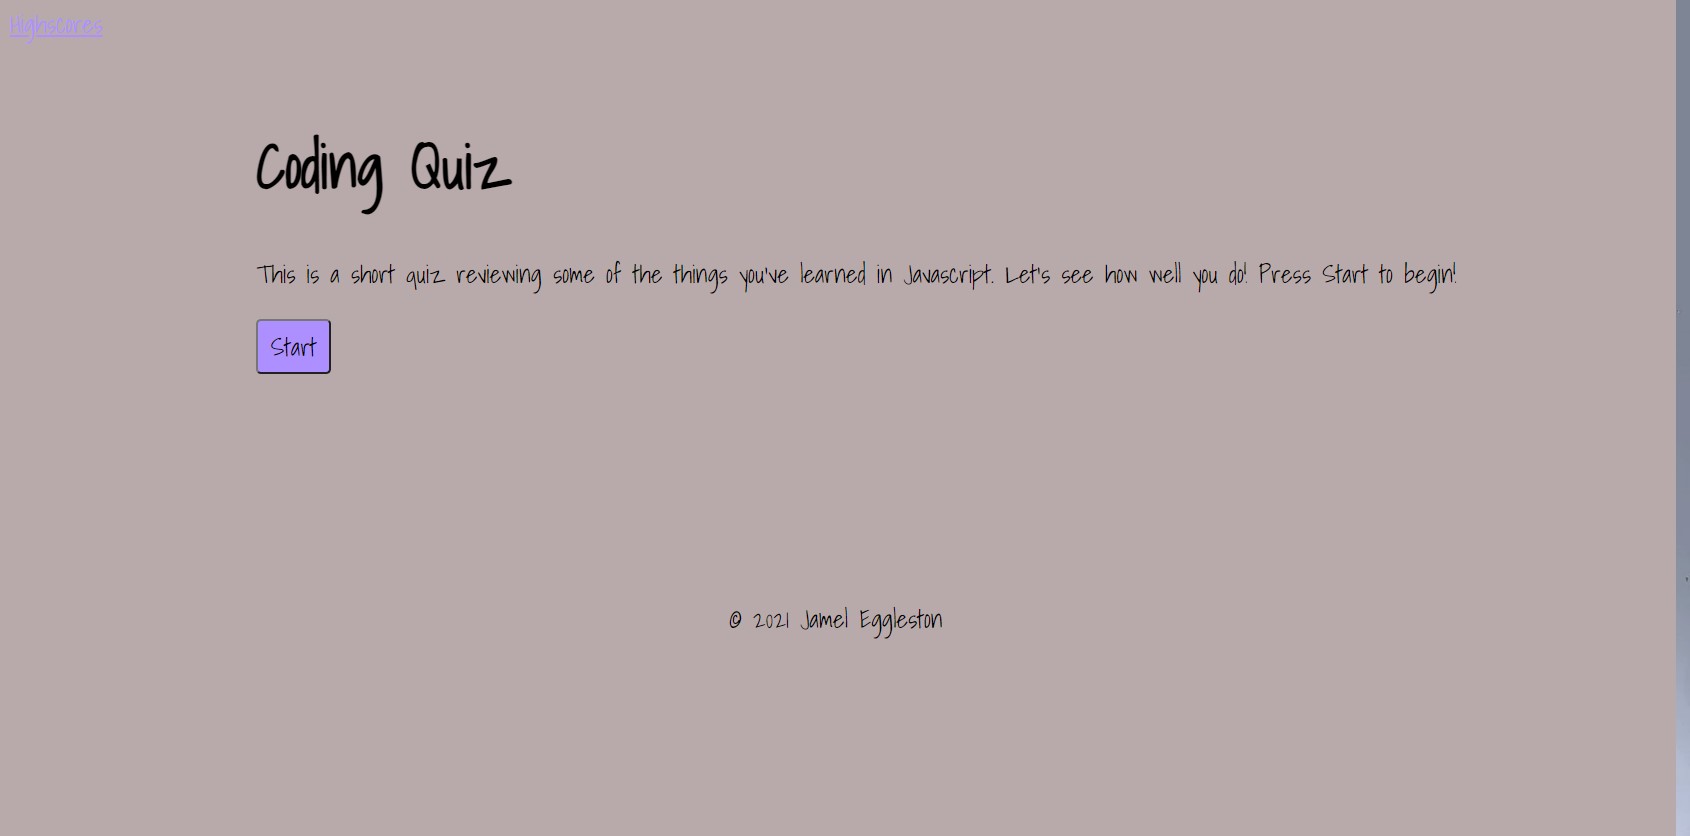 Highscores
Coding Quiz
This is a short quiz reviewing some of the things you've learned in Javascript. Let's see how well you do! Press Start to begin!
Start
© 2021 Jamel Eggleston